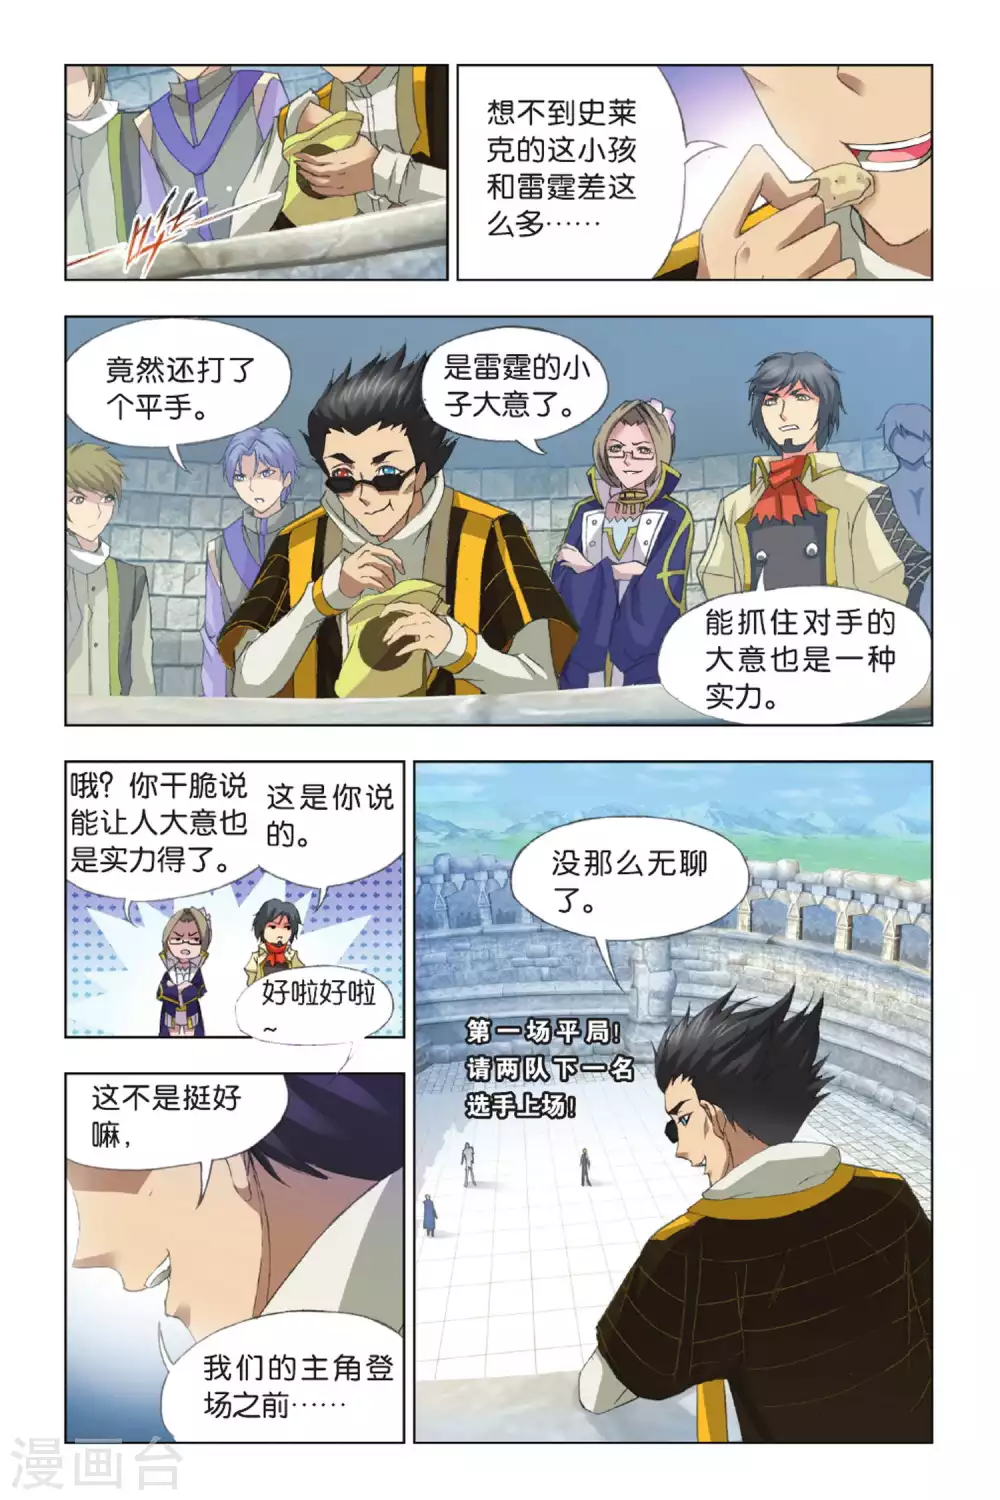 咔
想不到史莱
克的这小孩
和雷霆差这
么多……
竟然还打了
个平手。
是雷霆的小
子大意了。
能抓住对手的
大意也是一种
实力。
哦？你干脆说
能让人大意也
是实力得了。
这是你说
的。
好啦好啦
~
没那么无聊
了。
第一场平局！
请两队下一名
选手上场！
这不是挺好
嘛，
我们的主角登
场之前……
漫画台